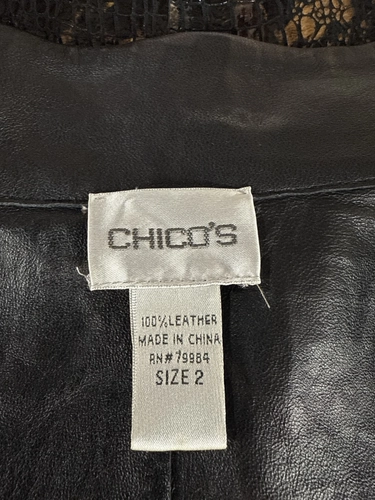 CHICO'S
100% LEATHER
MADE IN CHINA
RN# 79984
SIZE 2